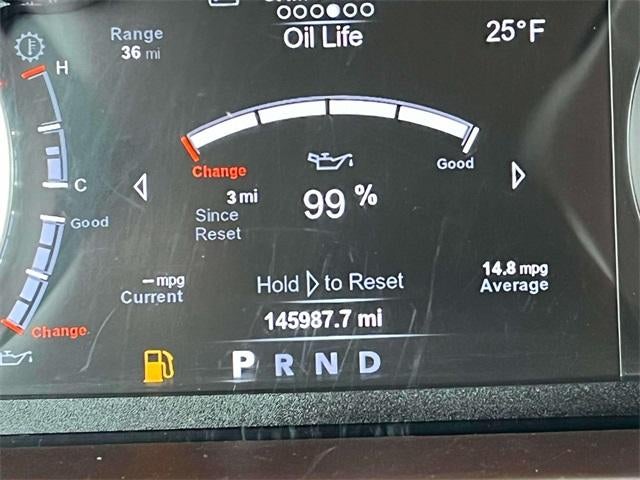 Range
36 mi
Oil Life
25°F
H
C
Change
Good
3 mi
Since
Reset
99 %
Good
Change
– mpg
Current
Hold ▷ to Reset
14.8 mpg
Average
145987.7 mi
P R N D